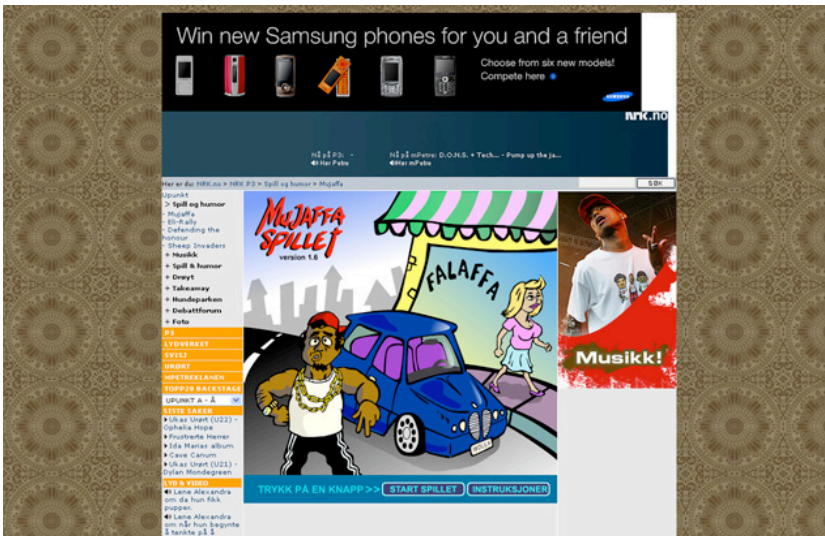 Win new Samsung phones for you and a friend
Choose from six new models!
Compete here
SAMSUNG
NRK.no
Nå på P3: -
Hør Petre
Nå på mPetre: D.O.N.S. + Tech... - Pump up the ja...
Hør mPetre
Her er du: NRK.no > NRK P3 > Spill og humor > Mujaffa
SØK
Upunkt
> Spill og humor
- Mujaffa
- Eli-Rally
- Defending the
honour
- Sheep Invaders
+ Musikk
+ Spill & humor
+ Drøyt
+ Takeaway
+ Hundeparken
+ Debattforum
+ Foto
P3
LYDVERKET
SVISJ
URØRT
MPETREKLANEN
TOPP20 BACKSTAGE
UPUNKT A - Å
SISTE SAKER
Ukas Urørt (U22) -
Ophelia Hope
Frustrerte Herrer
Ida Marias album
Cave Canum
Ukas Urørt (U21) -
Dylan Mondegreen
LYD & VIDEO
Lene Alexandra
om da hun fikk
pupper.
Lene Alexandra
om når hun begynte
å tenkte på å
MUJAFFA
SPILLET
version 1.6
FALAFFA
WOLLA
TRYKK PÅ EN KNAPP >>
START SPILLET
INSTRUKSJONER
Musikk!